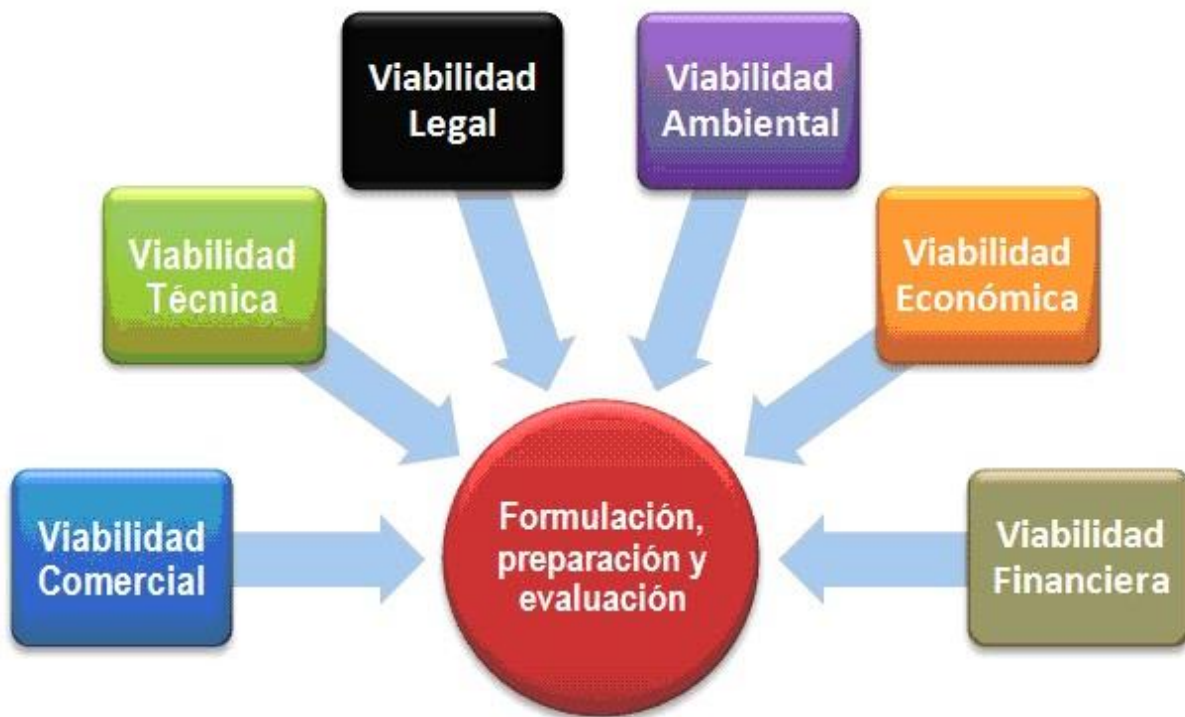 Viabilidad
Legal
Viabilidad
Ambiental
Viabilidad
Técnica
Viabilidad
Económica
Viabilidad
Comercial
Formulación,
preparación y
evaluación
Viabilidad
Financiera